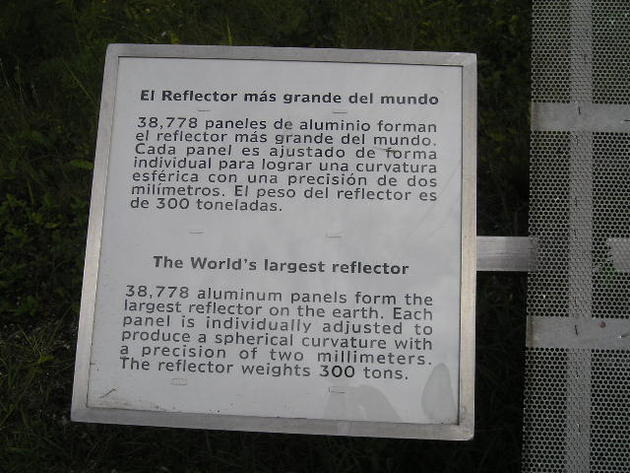 El Reflector más grande del mundo
38,778 paneles de aluminio forman
el reflector más grande del mundo.
Cada panel es ajustado de forma
individual para lograr una curvatura
esférica con una precisión de dos
milímetros. El peso del reflector es
de 300 toneladas.
The World's largest reflector
38,778 aluminum panels form the
largest reflector on the earth. Each
panel is individually adjusted to
produce a spherical curvature with
a precision of two millimeters.
The reflector weights 300 tons.